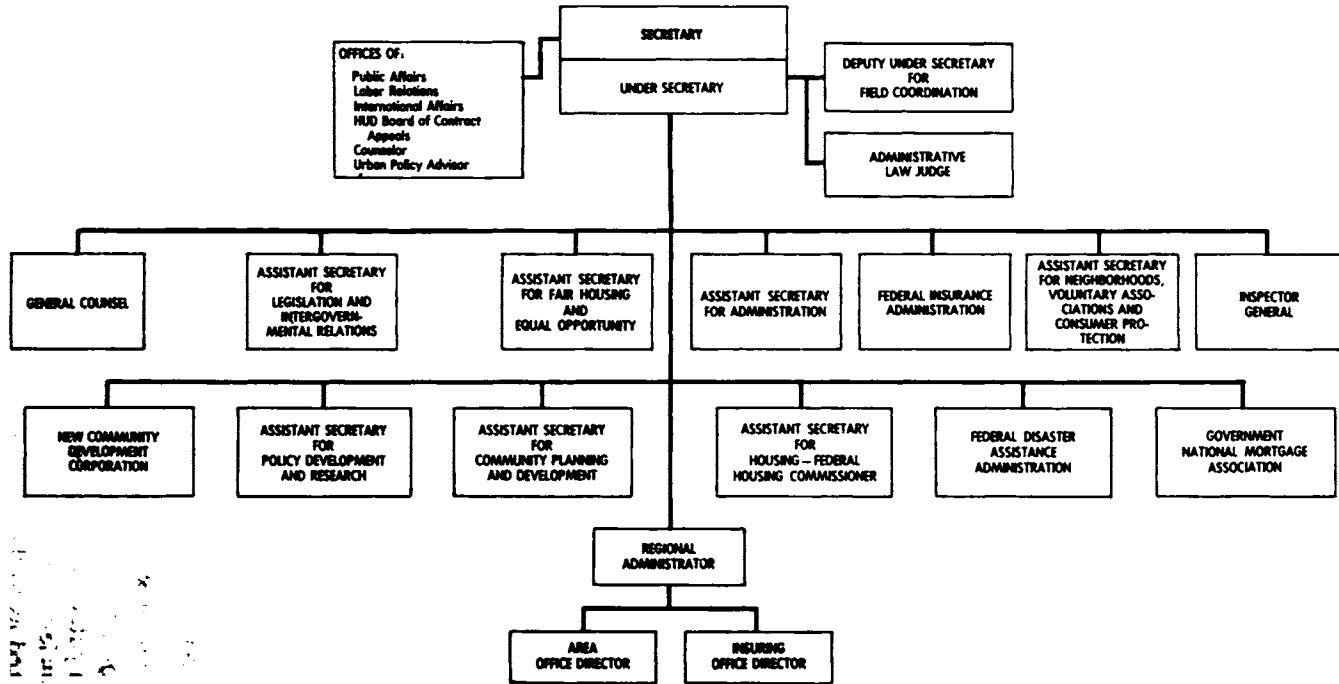 SECRETARY
UNDER SECRETARY
OFFICES OF:
Public Affairs
Labor Relations
International Affairs
HUD Board of Contract
Appeals
Counselor
Urban Policy Advisor
DEPUTY UNDER SECRETARY
FOR
FIELD COORDINATION
ADMINISTRATIVE
LAW JUDGE
GENERAL COUNSEL
ASSISTANT SECRETARY
FOR
LEGISLATION AND
INTERGOVERN-
MENTAL RELATIONS
ASSISTANT SECRETARY
FOR FAIR HOUSING
AND
EQUAL OPPORTUNITY
ASSISTANT SECRETARY
FOR ADMINISTRATION
FEDERAL INSURANCE
ADMINISTRATION
ASSISTANT SECRETARY
FOR NEIGHBORHOODS,
VOLUNTARY ASSO-
CIATIONS AND
CONSUMER PRO-
TECTION
INSPECTOR
GENERAL
NEW COMMUNITY
DEVELOPMENT
CORPORATION
ASSISTANT SECRETARY
FOR
POLICY DEVELOPMENT
AND RESEARCH
ASSISTANT SECRETARY
FOR
COMMUNITY PLANNING
AND DEVELOPMENT
ASSISTANT SECRETARY
FOR
HOUSING — FEDERAL
HOUSING COMMISSIONER
FEDERAL DISASTER
ASSISTANCE
ADMINISTRATION
GOVERNMENT
NATIONAL MORTGAGE
ASSOCIATION
REGIONAL
ADMINISTRATOR
AREA
OFFICE DIRECTOR
INSURING
OFFICE DIRECTOR